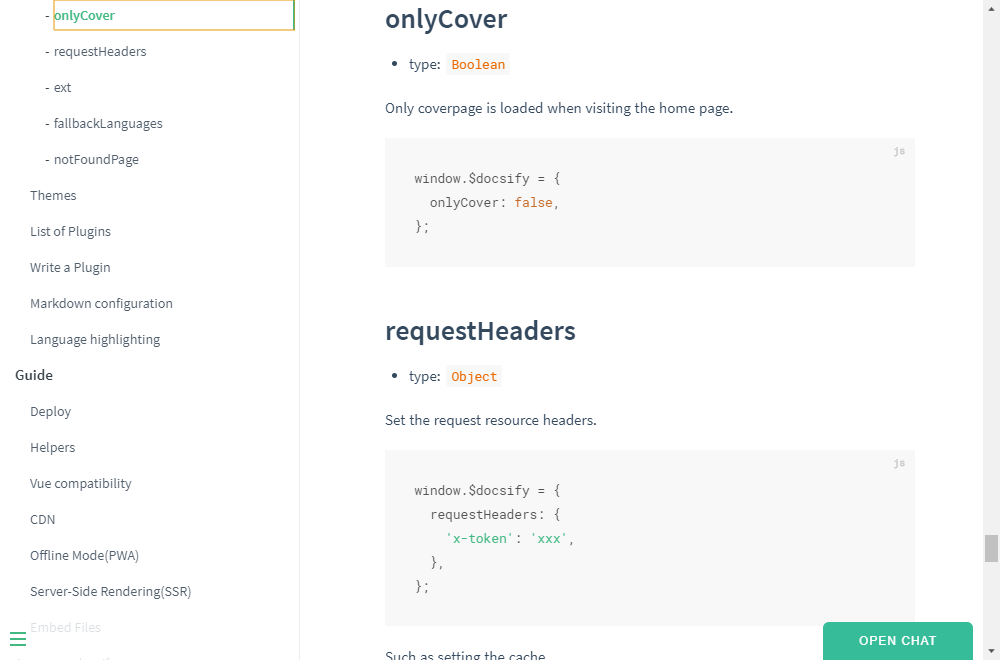 - onlyCover
- requestHeaders
- ext
- fallbackLanguages
- notFoundPage
Themes
List of Plugins
Write a Plugin
Markdown configuration
Language highlighting
Guide
Deploy
Helpers
Vue compatibility
CDN
Offline Mode(PWA)
Server-Side Rendering(SSR)
Embed Files
onlyCover
• type: Boolean
Only coverpage is loaded when visiting the home page.
js
window.$docsify = {
  onlyCover: false,
};
requestHeaders
• type: Object
Set the request resource headers.
js
window.$docsify = {
  requestHeaders: {
    'x-token': 'xxx',
  },
};
Such as setting the cache
OPEN CHAT